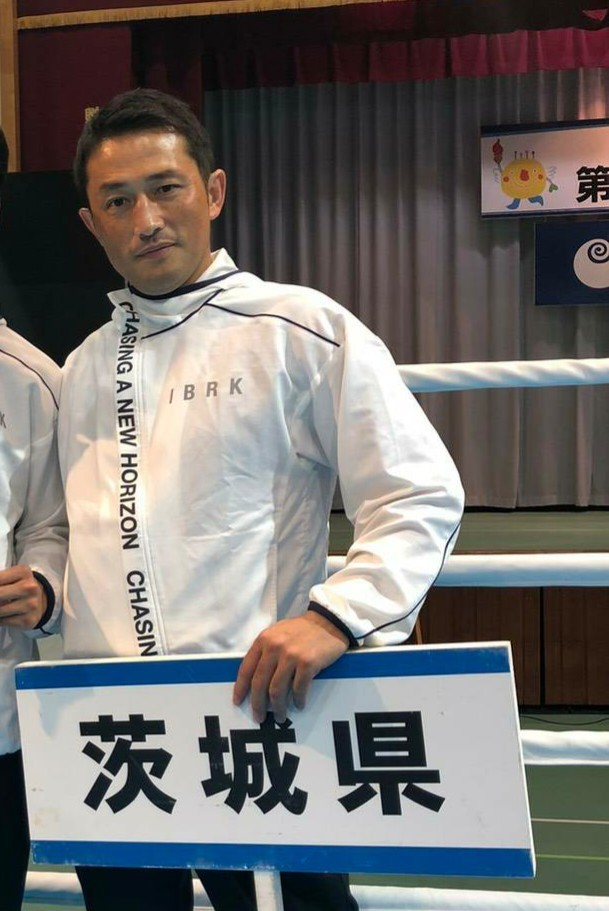 第
CHASING A NEW HORIZON CHASIN
IBRK
K
茨城県